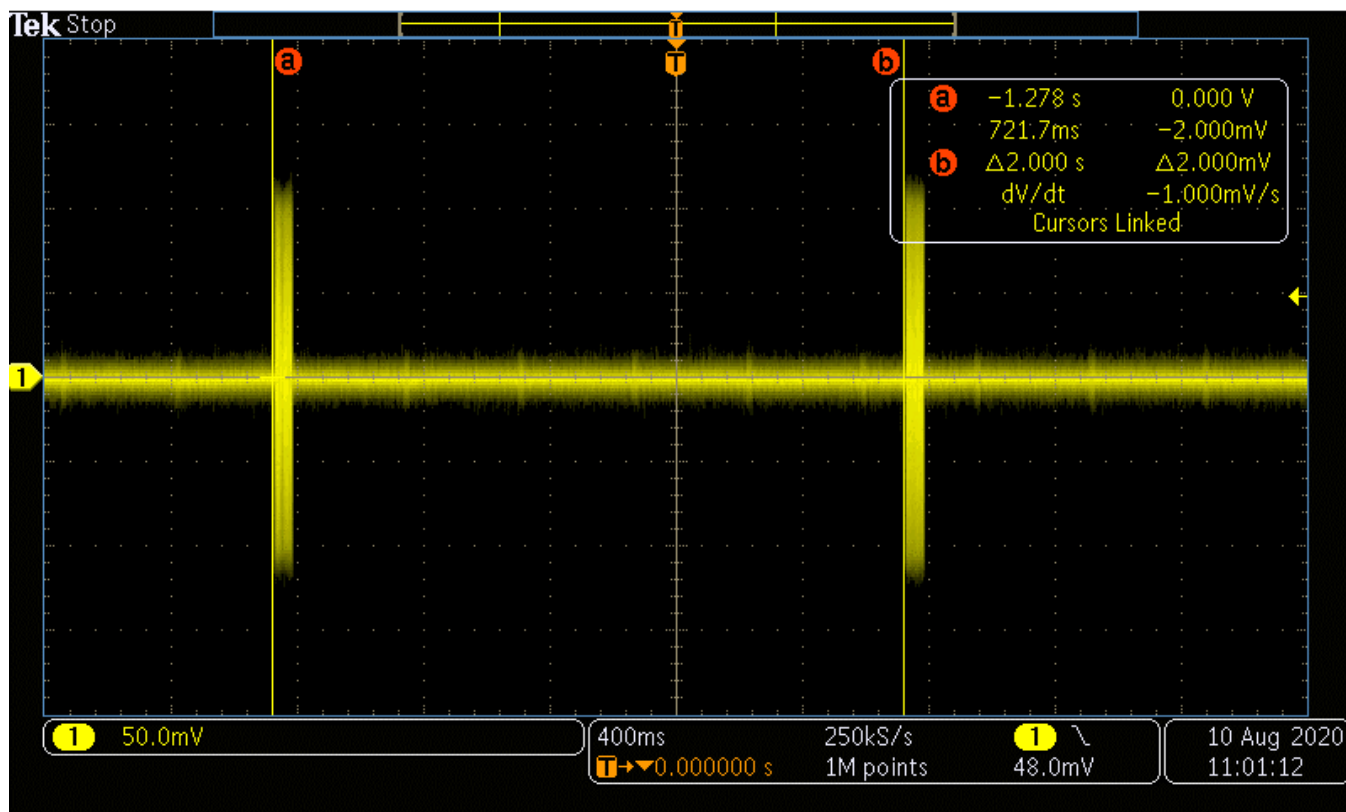 Tek Stop
T
T
a
b
a −1.278 s 0.000 V
721.7ms −2.000mV
b Δ2.000 s Δ2.000mV
dV/dt −1.000mV/s
Cursors Linked
1
1 50.0mV
400ms 250kS/s 1
T→▼0.000000 s 1M points 48.0mV
10 Aug 2020
11:01:12